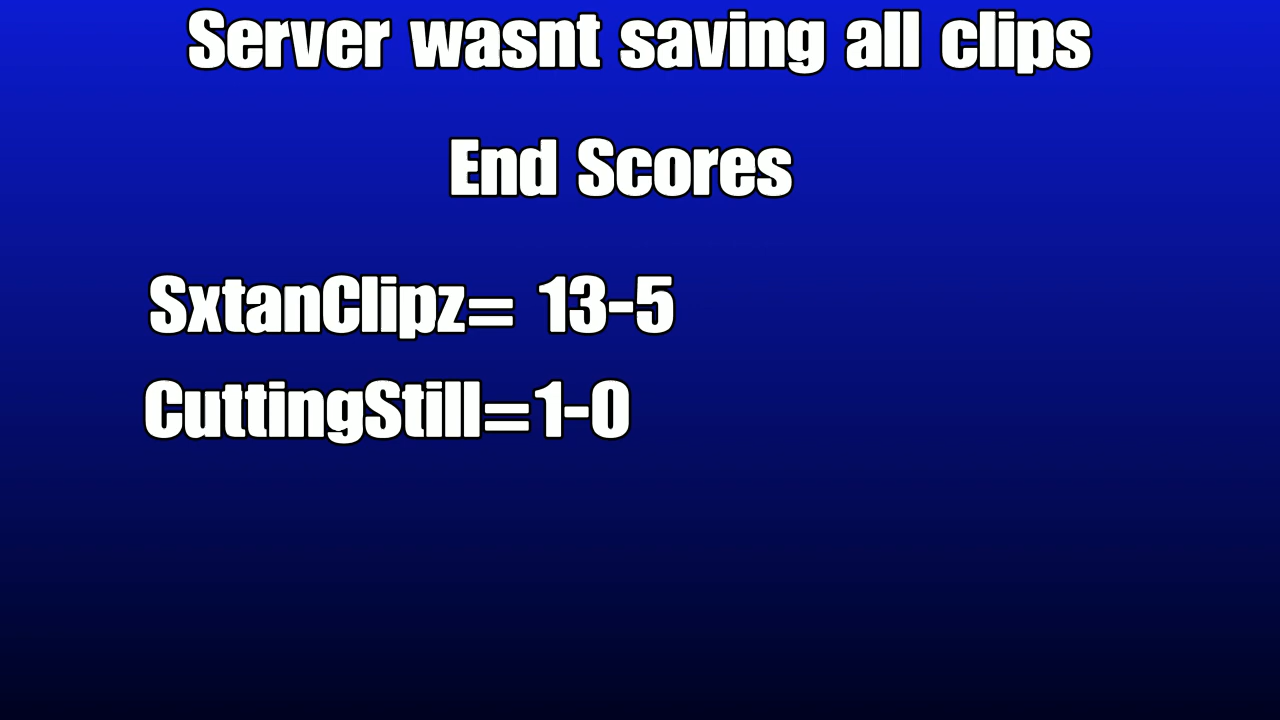 Server wasnt saving all clips
End Scores
SxtanClipz= 13-5
CuttingStill=1-0